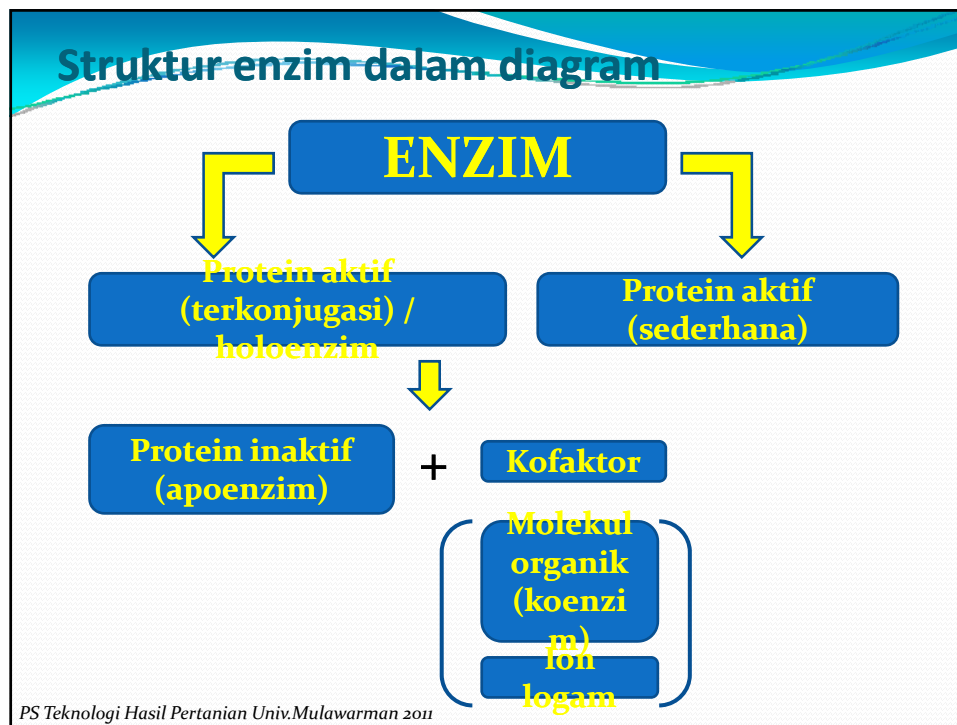 Struktur enzim dalam diagram
ENZIM
Protein aktif
(terkonjugasi) /
holoenzim
Protein aktif
(sederhana)
Protein inaktif
(apoenzim)
+
Kofaktor
Molekul
organik
(koenzi
m)
Ion
logam
PS Teknologi Hasil Pertanian Univ.Mulawarman 2011